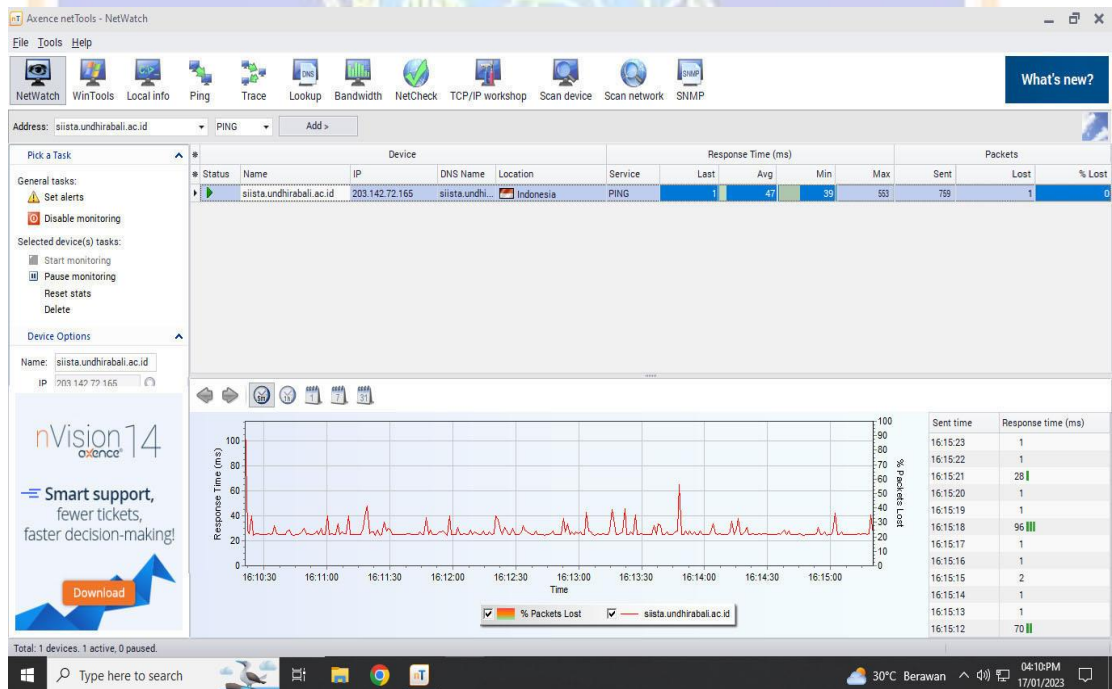 Axence netTools - NetWatch
File Tools Help
NetWatch WinTools Local info Ping Trace Lookup Bandwidth NetCheck TCP/IP workshop Scan device Scan network SNMP
What's new?
Address: siista.undhirabali.ac.id PING Add »
Pick a Task
General tasks:
Set alerts
Disable monitoring
Selected device(s) tasks:
Start monitoring
Pause monitoring
Reset stats
Delete
Device Options
Name: siista.undhirabali.ac.id
IP 203.142.72.165
nVision 14
axence
Smart support,
fewer tickets,
faster decision-making!
Download
Device Response Time (ms) Packets
Status Name IP DNS Name Location Service Last Avg Min Max Sent Lost % Lost
siista.undhirabali.ac.id 203.142.72.165 siista.undhi... Indonesia PING 1 47 39 553 759 1 0
Response Time (ms)
100
80
60
40
20
0
100
90
80
70
60
50
40
30
20
10
0
% Packets Lost
16:10:30 16:11:00 16:11:30 16:12:00 16:12:30 16:13:00 16:13:30 16:14:00 16:14:30 16:15:00
Time
% Packets Lost siista.undhirabali.ac.id
Sent time Response time (ms)
16:15:23 1
16:15:22 1
16:15:21 28
16:15:20 1
16:15:19 1
16:15:18 96
16:15:17 1
16:15:16 1
16:15:15 2
16:15:14 1
16:15:13 1
16:15:12 70
Total: 1 devices. 1 active, 0 paused.
Type here to search
30°C Berawan
04:10:PM
17/01/2023